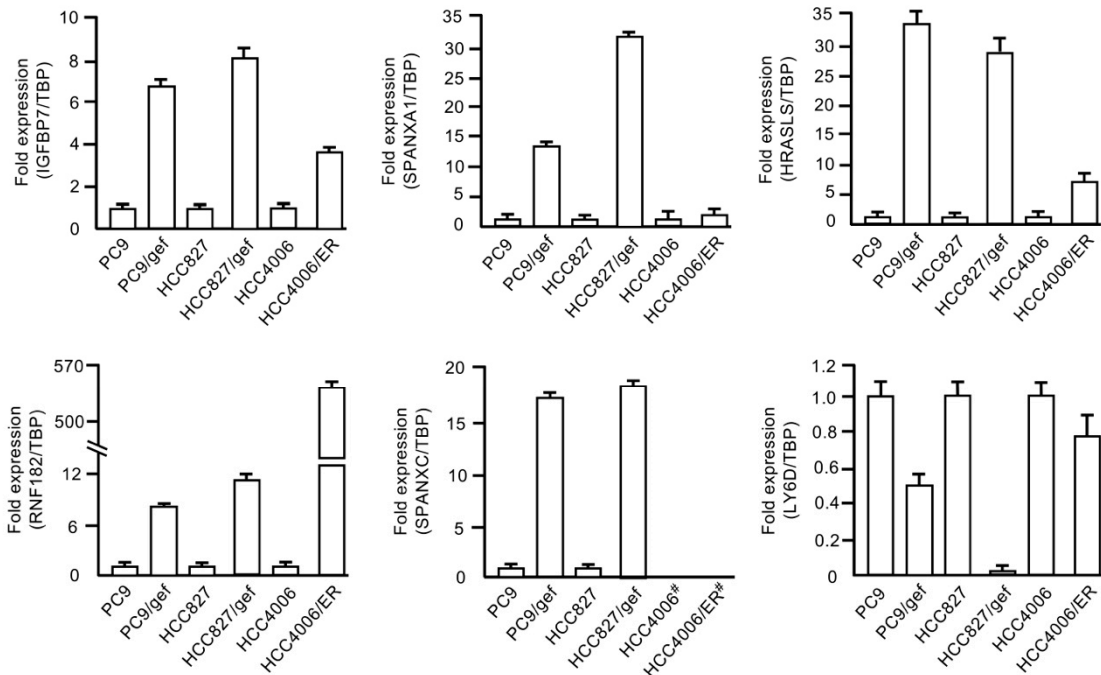 Fold expression
(IGFBP7/TBP)
10
8
6
4
2
0
PC9
PC9/gef
HCC827
HCC827/gef
HCC4006
HCC4006/ER
Fold expression
(SPANXA1/TBP)
35
30
25
20
15
10
5
0
PC9
PC9/gef
HCC827
HCC827/gef
HCC4006
HCC4006/ER
Fold expression
(HRASLS/TBP)
35
30
25
20
15
10
5
0
PC9
PC9/gef
HCC827
HCC827/gef
HCC4006
HCC4006/ER
Fold expression
(RNF182/TBP)
570
500
12
6
0
PC9
PC9/gef
HCC827
HCC827/gef
HCC4006
HCC4006/ER
Fold expression
(SPANXC/TBP)
20
15
10
5
0
PC9
PC9/gef
HCC827
HCC827/gef
HCC4006#
HCC4006/ER#
Fold expression
(LY6D/TBP)
1.2
1.0
0.8
0.6
0.4
0.2
0
PC9
PC9/gef
HCC827
HCC827/gef
HCC4006
HCC4006/ER